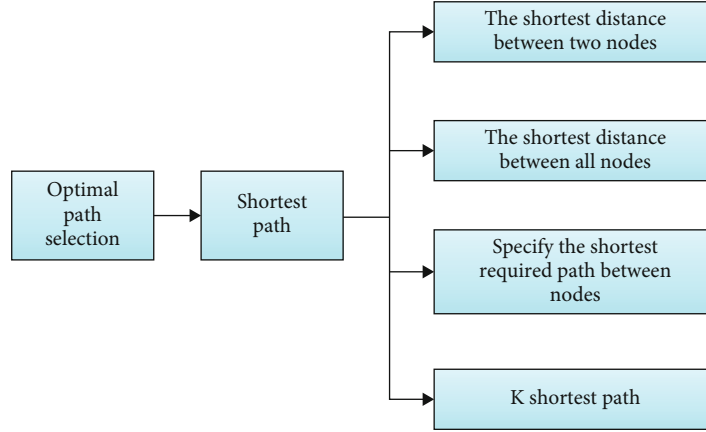 Optimal
path
selection
Shortest
path
The shortest distance
between two nodes
The shortest distance
between all nodes
Specify the shortest
required path between
nodes
K shortest path